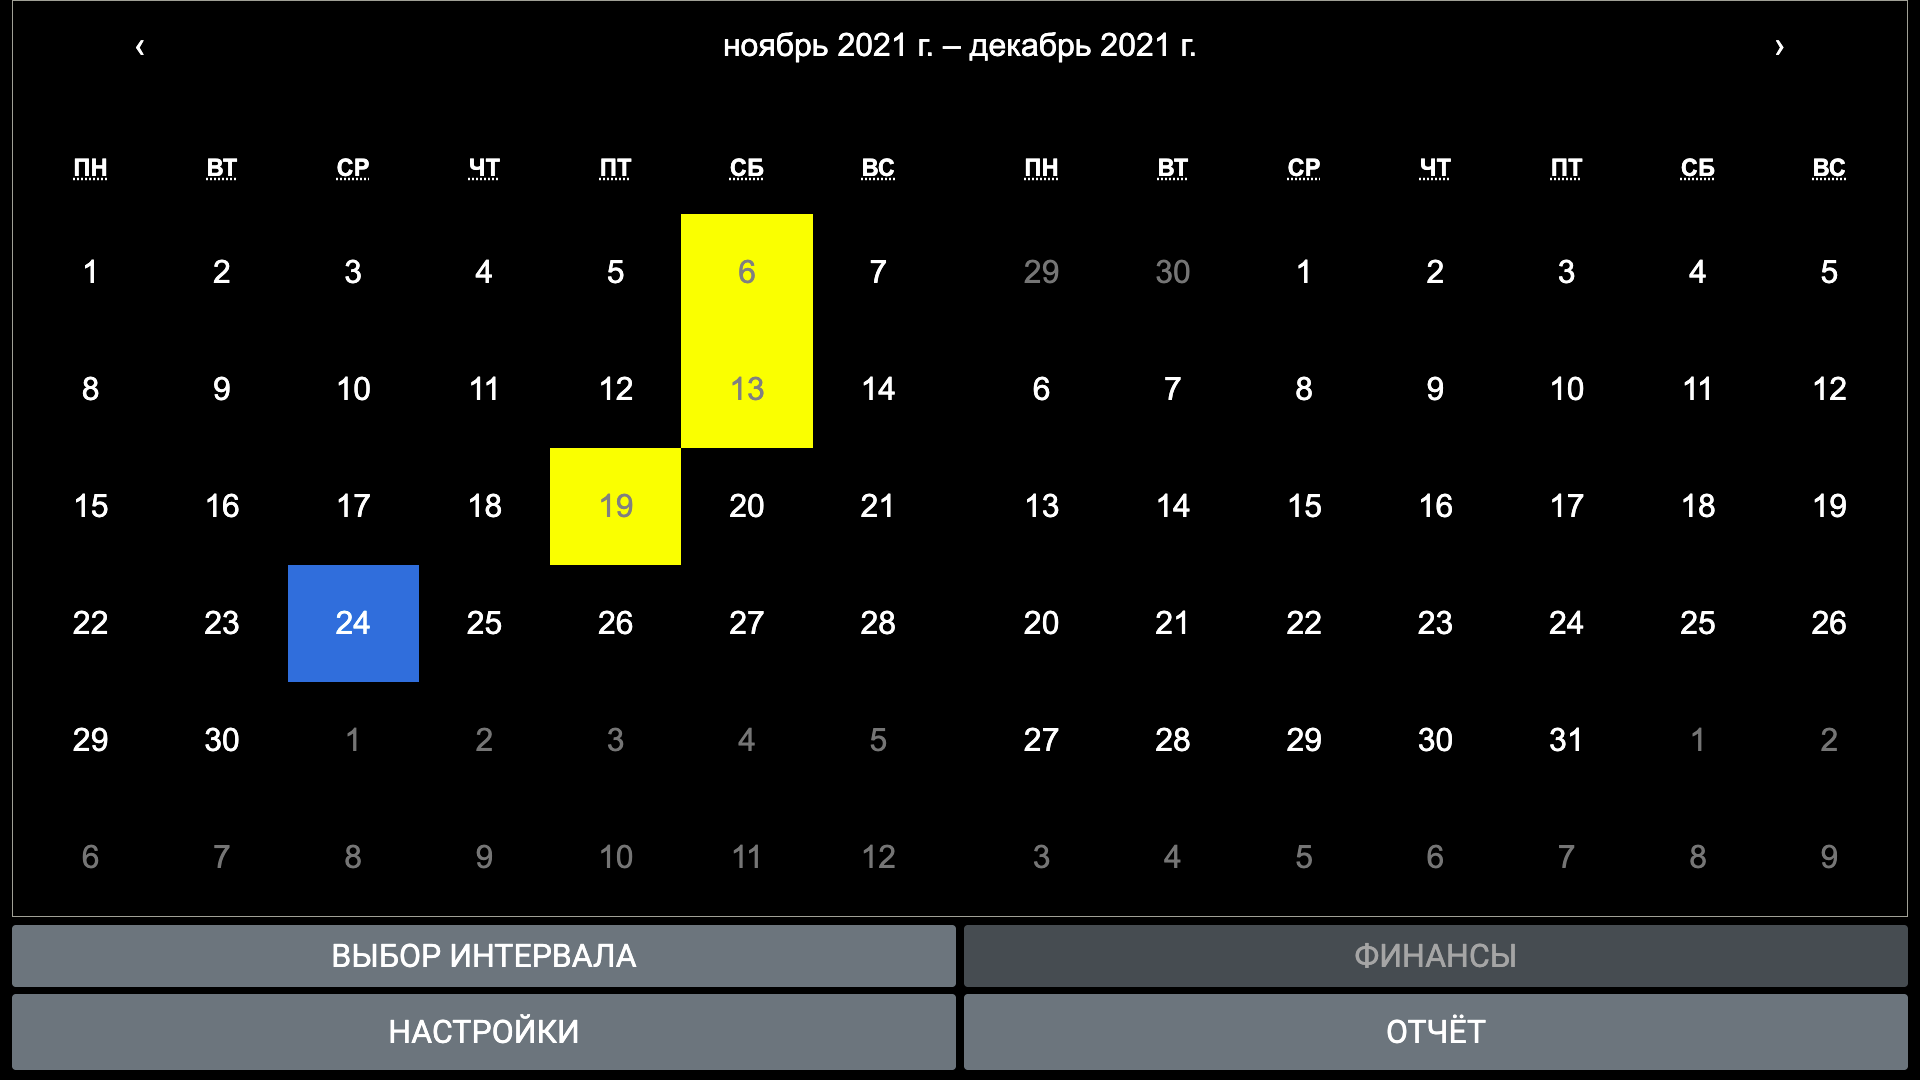 ‹ ноябрь 2021 г. – декабрь 2021 г. ›
ПН ВТ СР ЧТ ПТ СБ ВС ПН ВТ СР ЧТ ПТ СБ ВС
1 2 3 4 5 6 7 29 30 1 2 3 4 5
8 9 10 11 12 13 14 6 7 8 9 10 11 12
15 16 17 18 19 20 21 13 14 15 16 17 18 19
22 23 24 25 26 27 28 20 21 22 23 24 25 26
29 30 1 2 3 4 5 27 28 29 30 31 1 2
6 7 8 9 10 11 12 3 4 5 6 7 8 9
ВЫБОР ИНТЕРВАЛА ФИНАНСЫ
НАСТРОЙКИ ОТЧЁТ